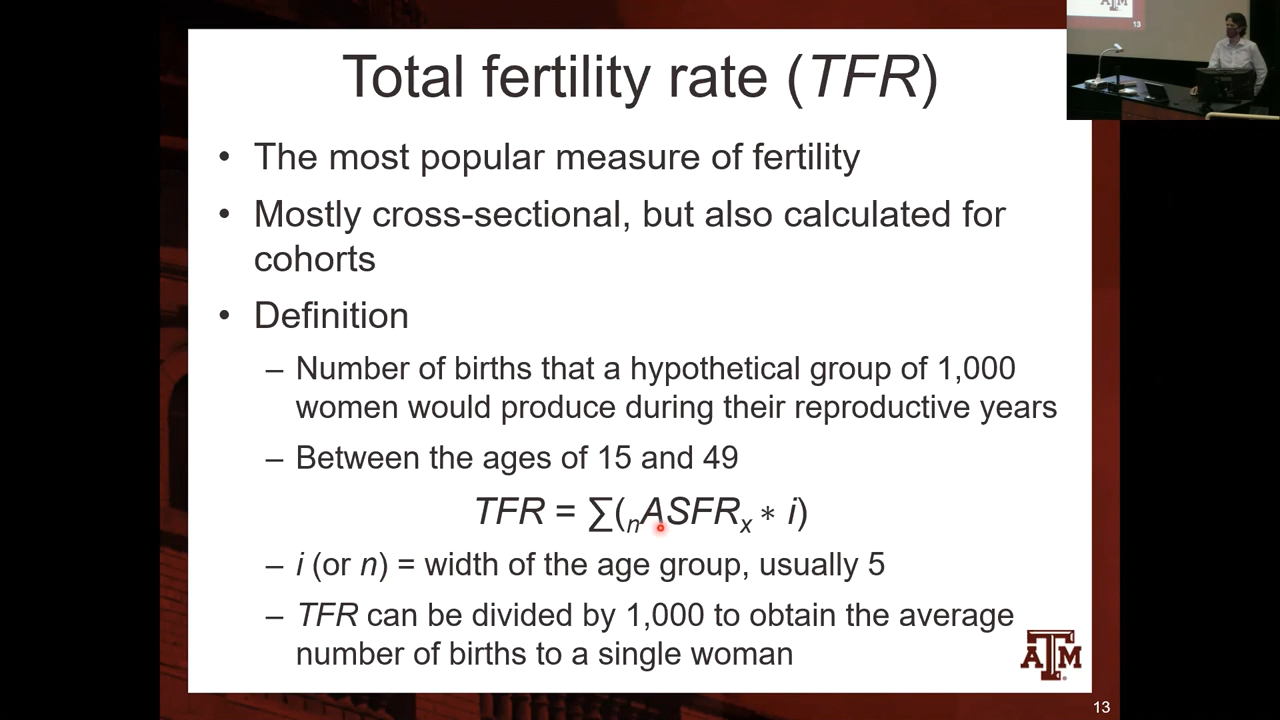 Total fertility rate (TFR)
• The most popular measure of fertility
• Mostly cross-sectional, but also calculated for
cohorts
• Definition
– Number of births that a hypothetical group of 1,000
women would produce during their reproductive years
– Between the ages of 15 and 49
TFR = ∑(nASFRx * i)
– i (or n) = width of the age group, usually 5
– TFR can be divided by 1,000 to obtain the average
number of births to a single woman
ATM
13
ATM
13